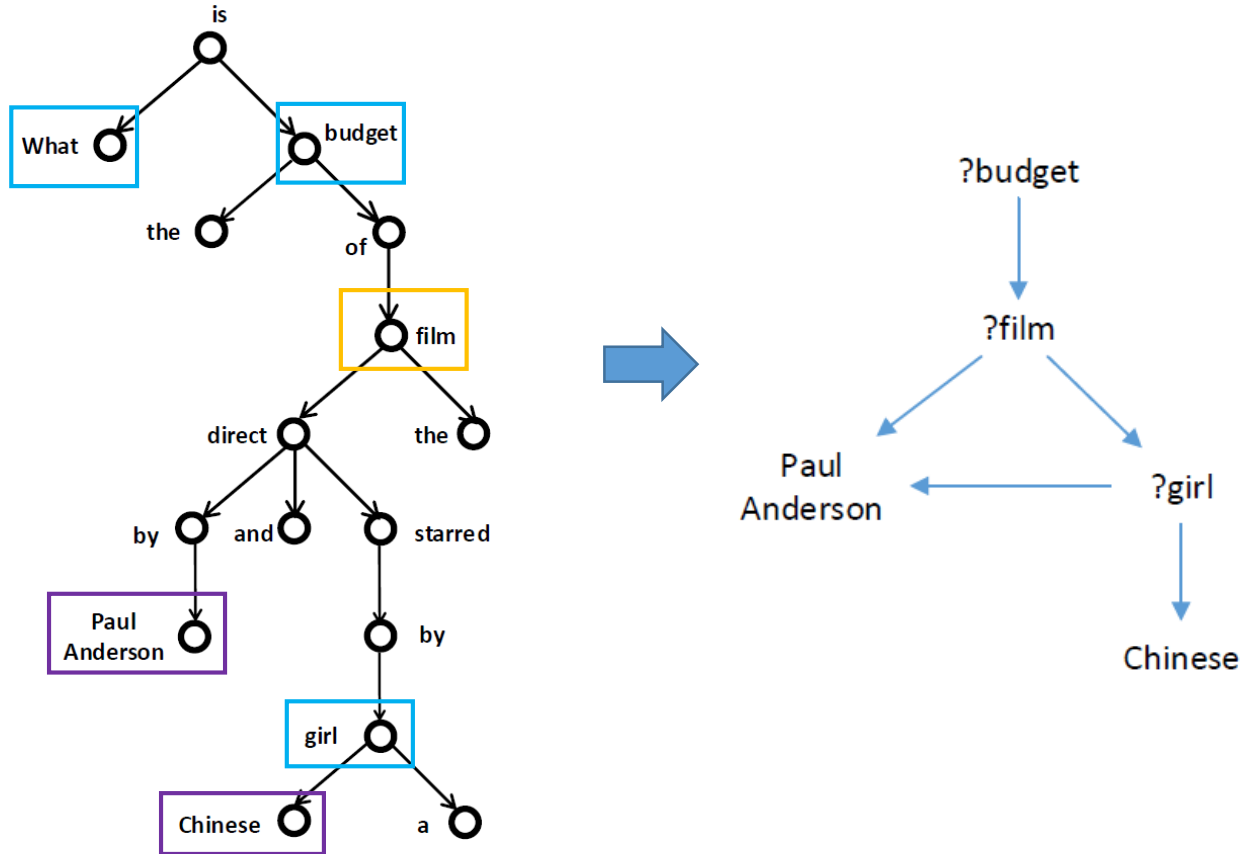 is
What
budget
the
of
film
direct
the
by
and
starred
Paul
Anderson
by
girl
Chinese
a
?budget
?film
Paul
Anderson
?girl
Chinese